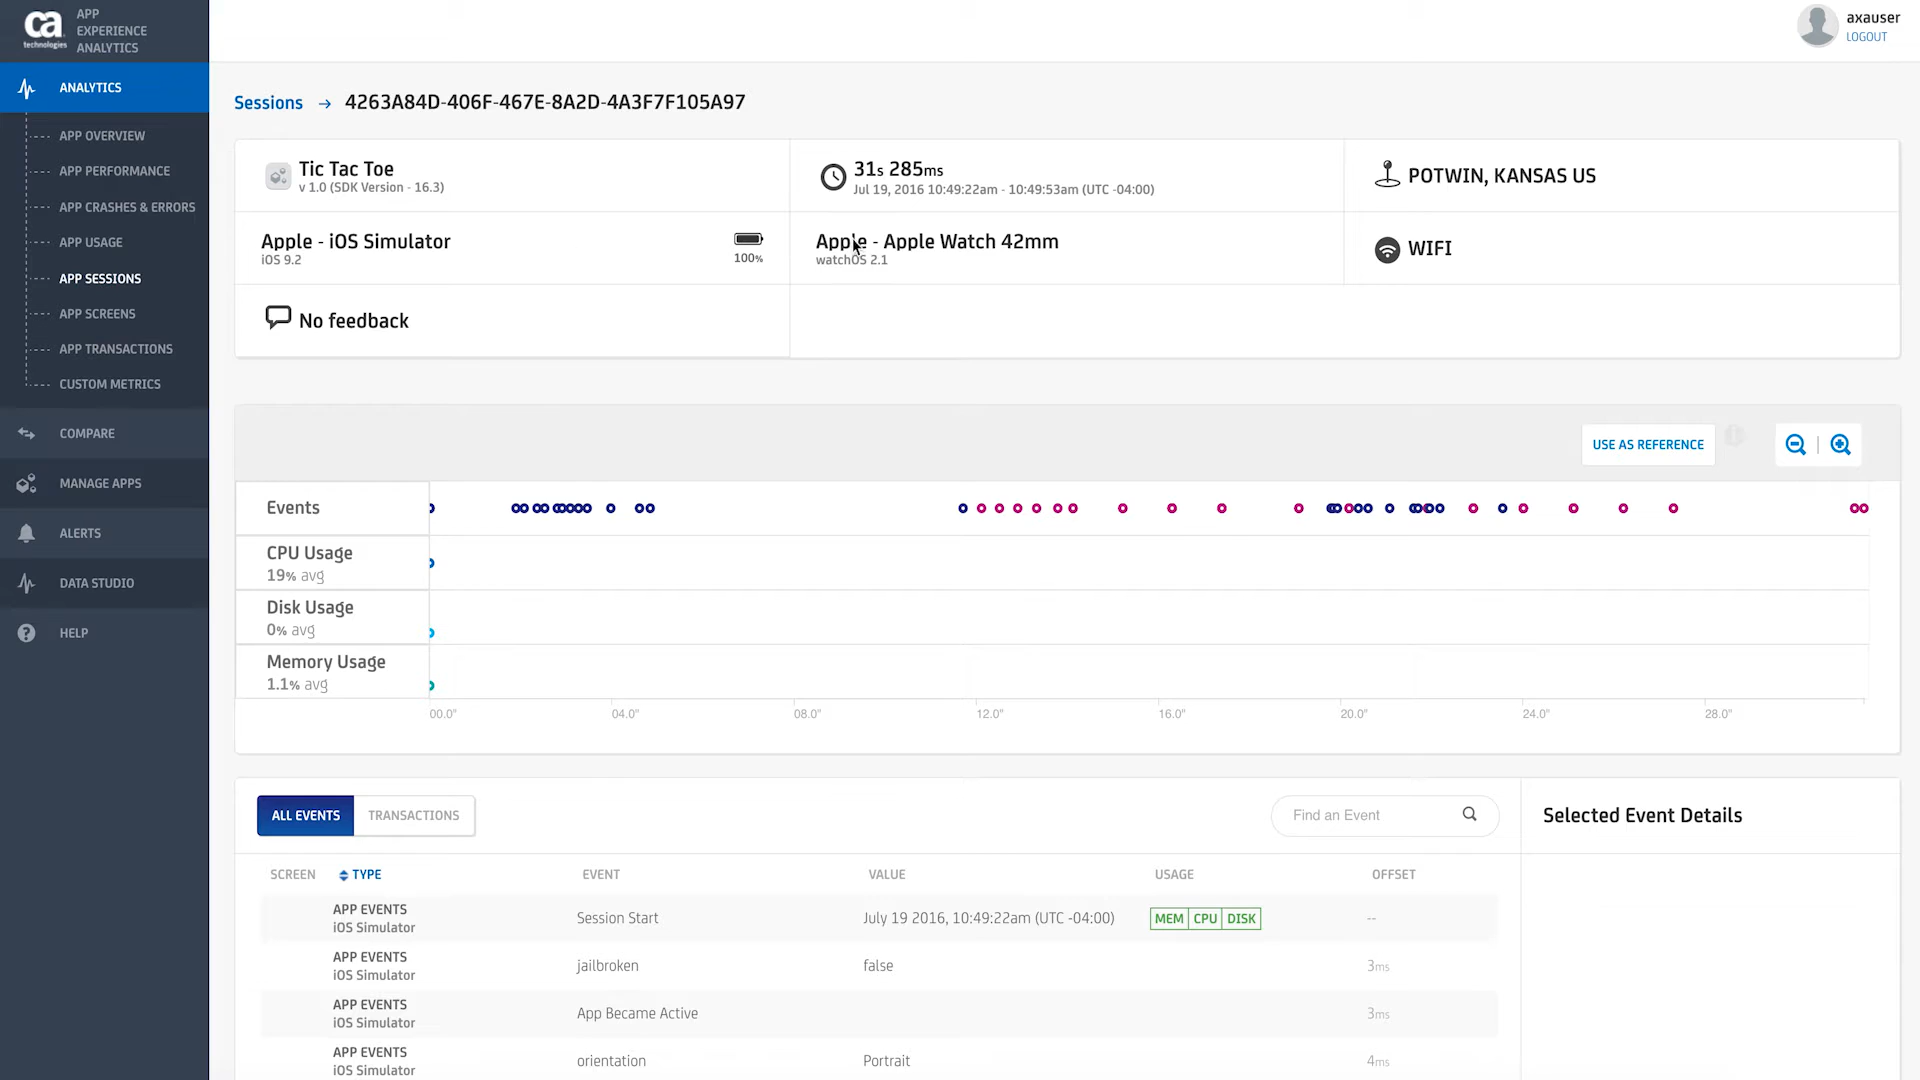 ca
technologies
APP
EXPERIENCE
ANALYTICS
axauser
LOGOUT
ANALYTICS
APP OVERVIEW
APP PERFORMANCE
APP CRASHES & ERRORS
APP USAGE
APP SESSIONS
APP SCREENS
APP TRANSACTIONS
CUSTOM METRICS
COMPARE
MANAGE APPS
ALERTS
DATA STUDIO
HELP
Sessions → 4263A84D-406F-467E-8A2D-4A3F7F105A97
Tic Tac Toe
v 1.0 (SDK Version - 16.3)
31s 285ms
Jul 19, 2016 10:49:22am - 10:49:53am (UTC -04:00)
POTWIN, KANSAS US
Apple - iOS Simulator
iOS 9.2
100%
Apple - Apple Watch 42mm
watchOS 2.1
WIFI
No feedback
USE AS REFERENCE
Events
CPU Usage
19% avg
Disk Usage
0% avg
Memory Usage
1.1% avg
00.0" 04.0" 08.0" 12.0" 16.0" 20.0" 24.0" 28.0"
ALL EVENTS TRANSACTIONS
Find an Event
Selected Event Details
SCREEN TYPE EVENT VALUE USAGE OFFSET
APP EVENTS
iOS Simulator
Session Start
July 19 2016, 10:49:22am (UTC -04:00)
MEM CPU DISK
--
APP EVENTS
iOS Simulator
jailbroken
false
3ms
APP EVENTS
iOS Simulator
App Became Active
3ms
APP EVENTS
iOS Simulator
orientation
Portrait
4ms